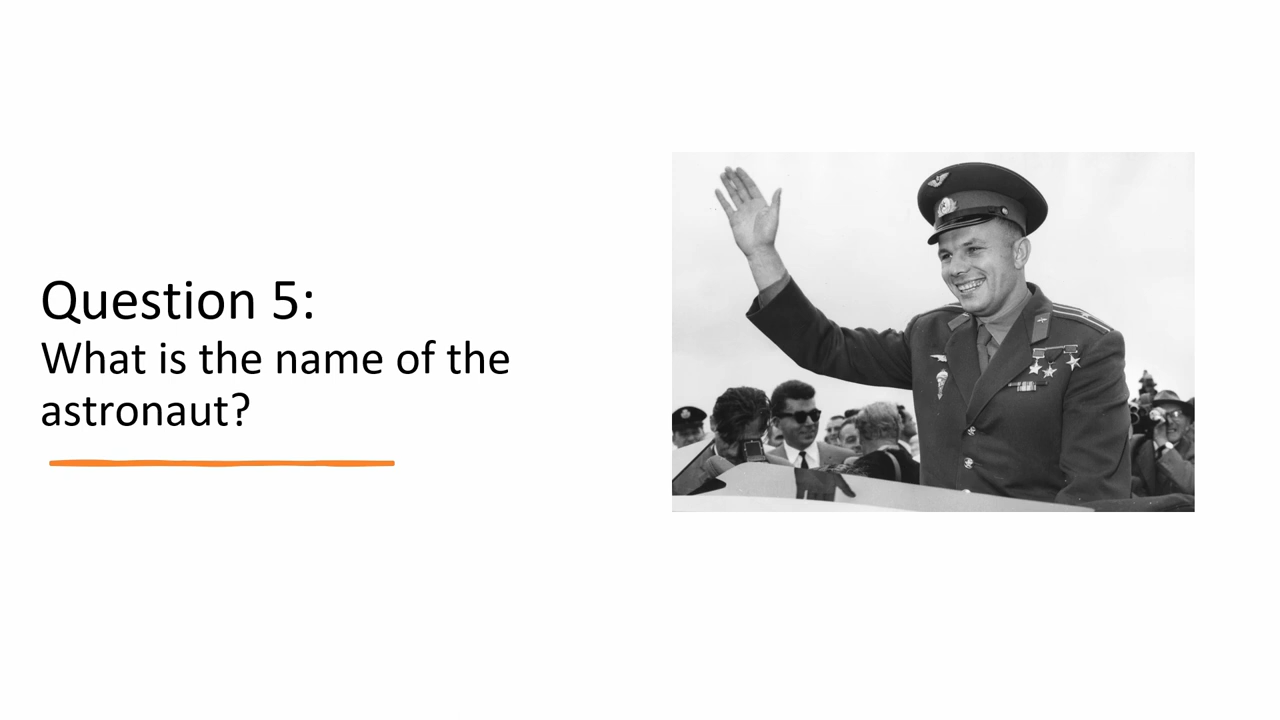 Question 5:
What is the name of the
astronaut?